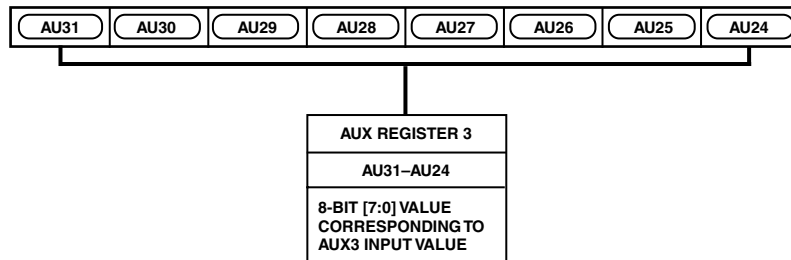 AU31 AU30 AU29 AU28 AU27 AU26 AU25 AU24
AUX REGISTER 3
AU31–AU24
8-BIT [7:0] VALUE
CORRESPONDING TO
AUX3 INPUT VALUE